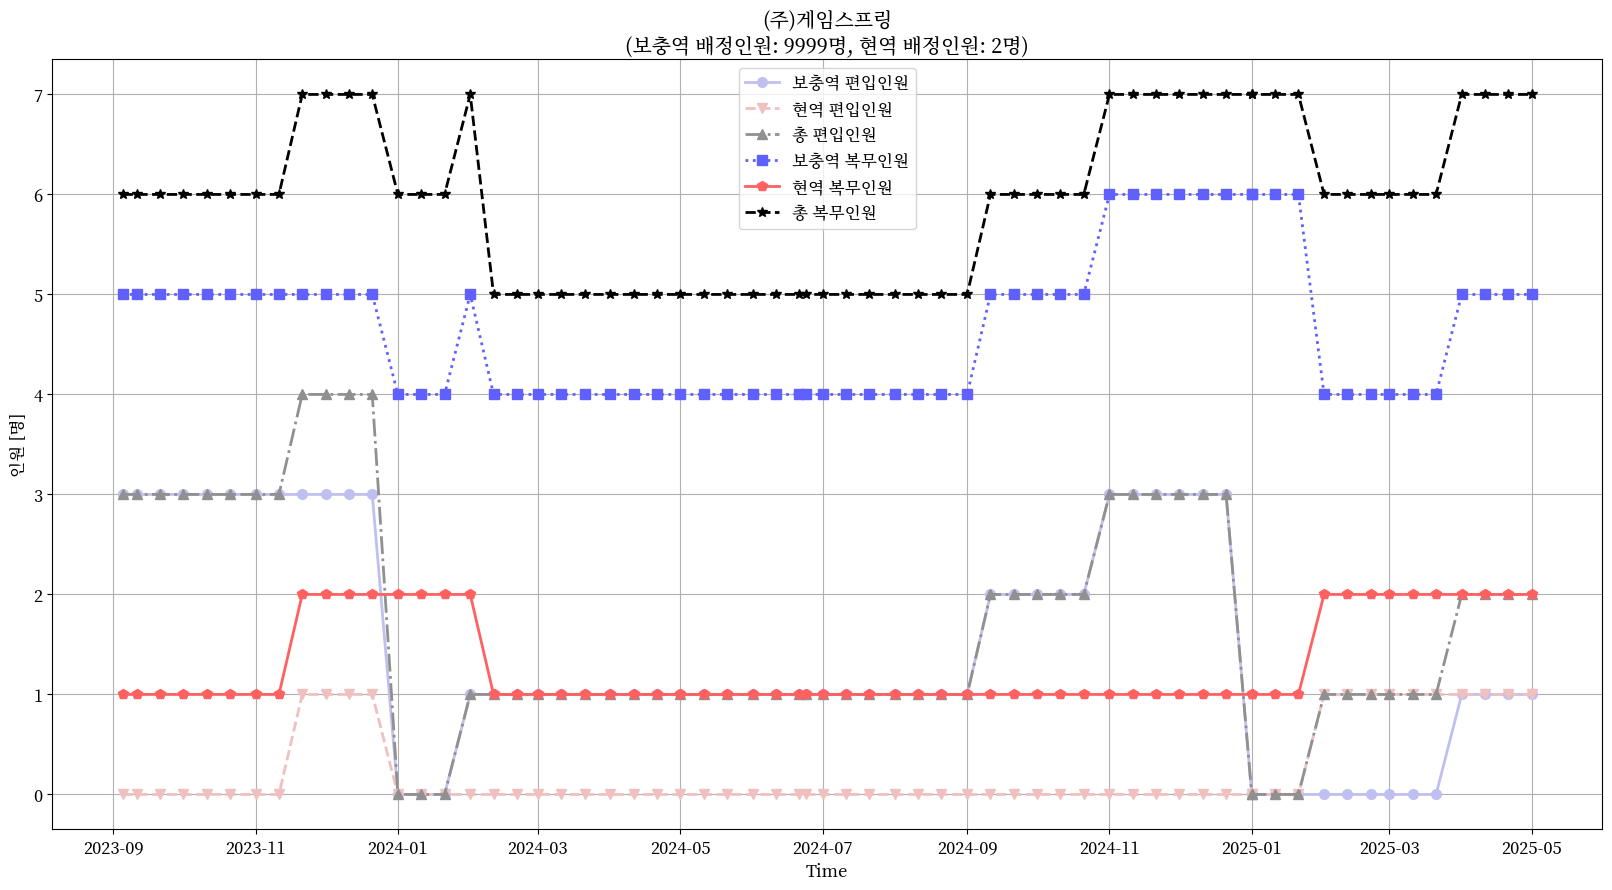 (주)게임스프링
(보충역 배정인원: 9999명, 현역 배정인원: 2명)
보충역 편입인원
현역 편입인원
총 편입인원
보충역 복무인원
현역 복무인원
총 복무인원
인원 [명]
7
6
5
4
3
2
1
0
2023-09
2023-11
2024-01
2024-03
2024-05
2024-07
2024-09
2024-11
2025-01
2025-03
2025-05
Time